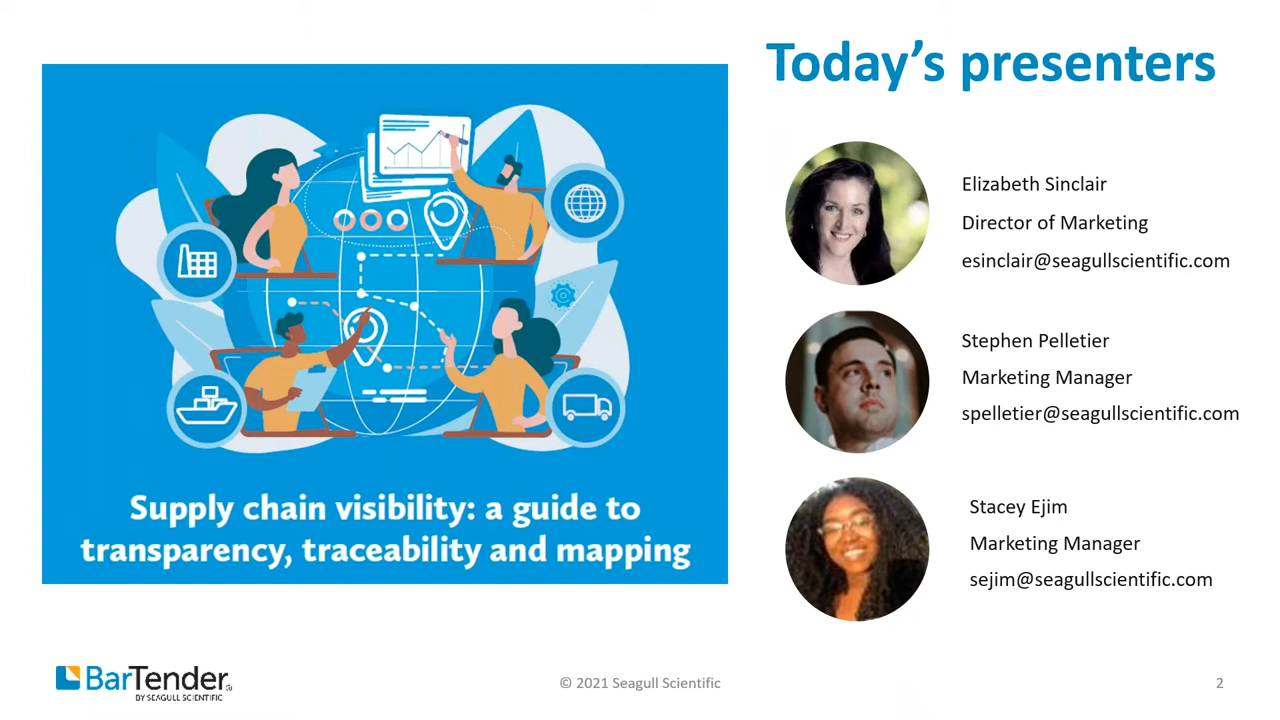 Today's presenters
Elizabeth Sinclair
Director of Marketing
esinclair@seagullscientific.com
Stephen Pelletier
Marketing Manager
spelletier@seagullscientific.com
Stacey Ejim
Marketing Manager
sejim@seagullscientific.com
Supply chain visibility: a guide to
transparency, traceability and mapping
BarTender®
BY SEAGULL SCIENTIFIC
© 2021 Seagull Scientific
2